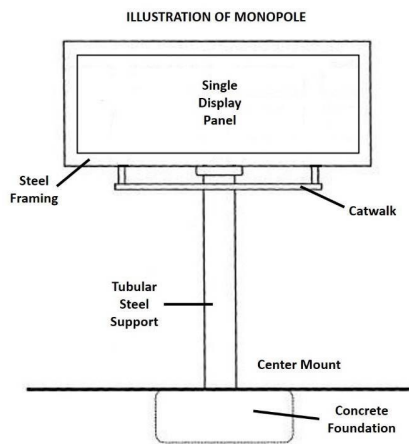 ILLUSTRATION OF MONOPOLE
Single
Display
Panel
Steel
Framing
Catwalk
Tubular
Steel
Support
Center Mount
Concrete
Foundation